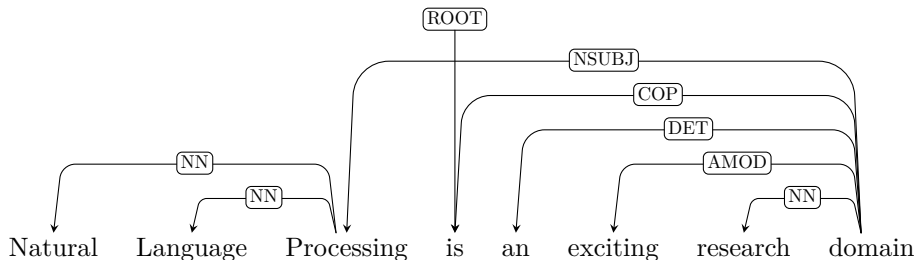 ROOT
NSUBJ
COP
DET
NN AMOD
NN NN
Natural Language Processing is an exciting research domain